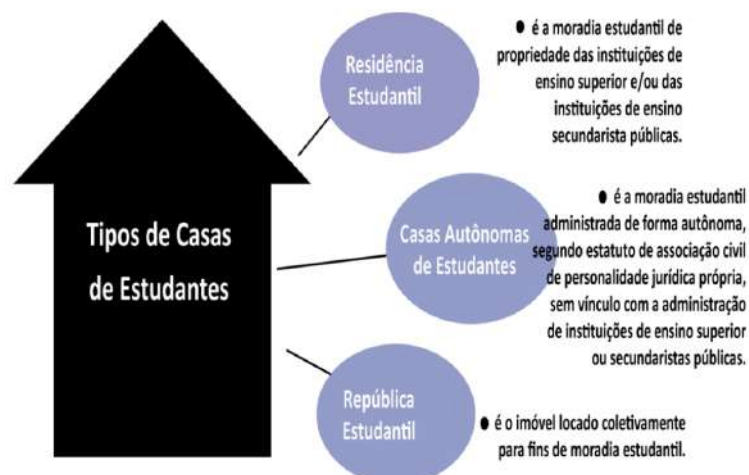 Tipos de Casas
de Estudantes
Residência
Estudantil
● é a moradia estudantil de
propriedade das instituições de
ensino superior e/ou das
instituições de ensino
secundarista públicas.
Casas Autônomas
de Estudantes
● é a moradia estudantil
administrada de forma autônoma,
segundo estatuto de associação civil
de personalidade jurídica própria,
sem vínculo com a administração
de instituições de ensino superior
ou secundaristas públicas.
República
Estudantil
● é o imóvel locado coletivamente
para fins de moradia estudantil.